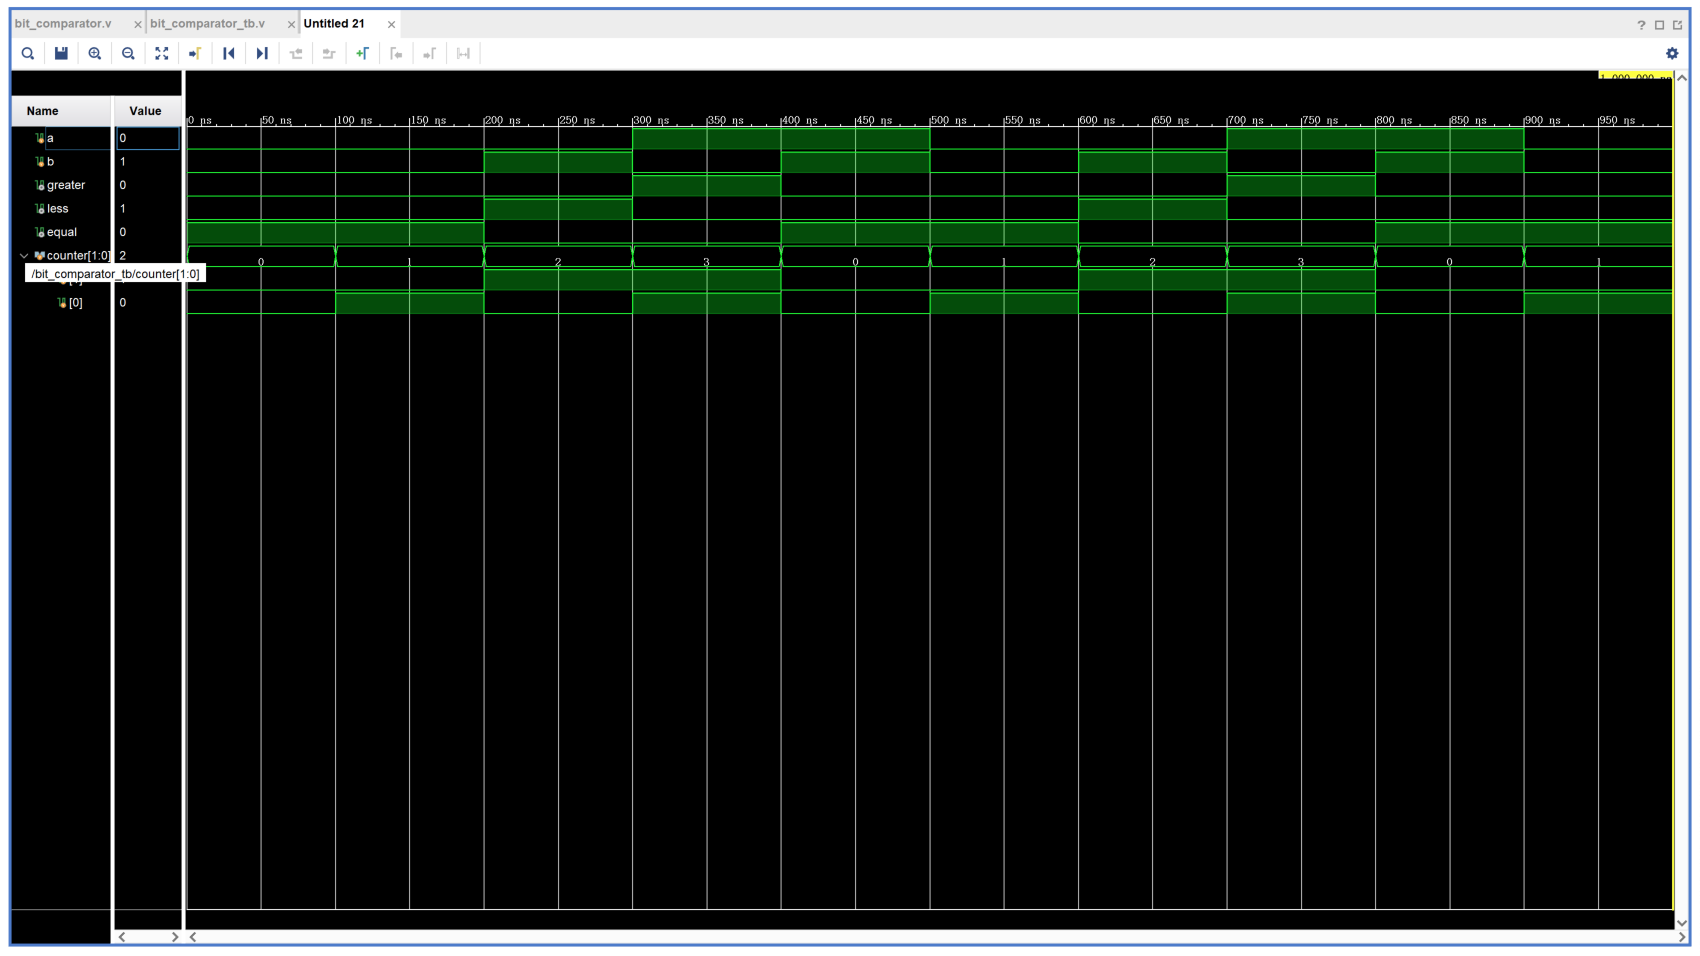 bit_comparator.v × bit_comparator_tb.v × Untitled 21 ×
?
1,000.000 ns
Name Value
0 ns 50 ns 100 ns 150 ns 200 ns 250 ns 300 ns 350 ns 400 ns 450 ns 500 ns 550 ns 600 ns 650 ns 700 ns 750 ns 800 ns 850 ns 900 ns 950 ns
a 0
b 1
greater 0
less 1
equal 0
counter[1:0] 2 0 1 2 3 0 1 2 3 0 1
/bit_comparator_tb/counter[1:0]
[0] 0